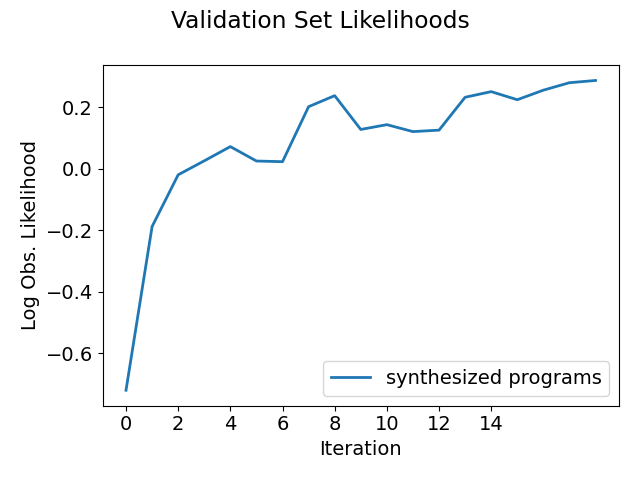 Validation Set Likelihoods
Log Obs. Likelihood
0.2
0.0
−0.2
−0.4
−0.6
synthesized programs
0 2 4 6 8 10 12 14
Iteration